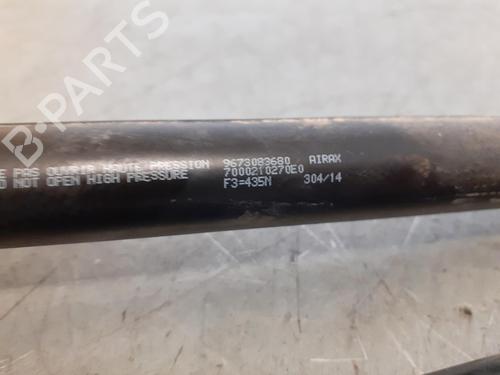 E PAS OUVRIR HAUTE PRESSION 9673083680 AIRAX
O NOT OPEN HIGH PRESSURE 7000210270E0
F3=435N 304/14
B-PARTS